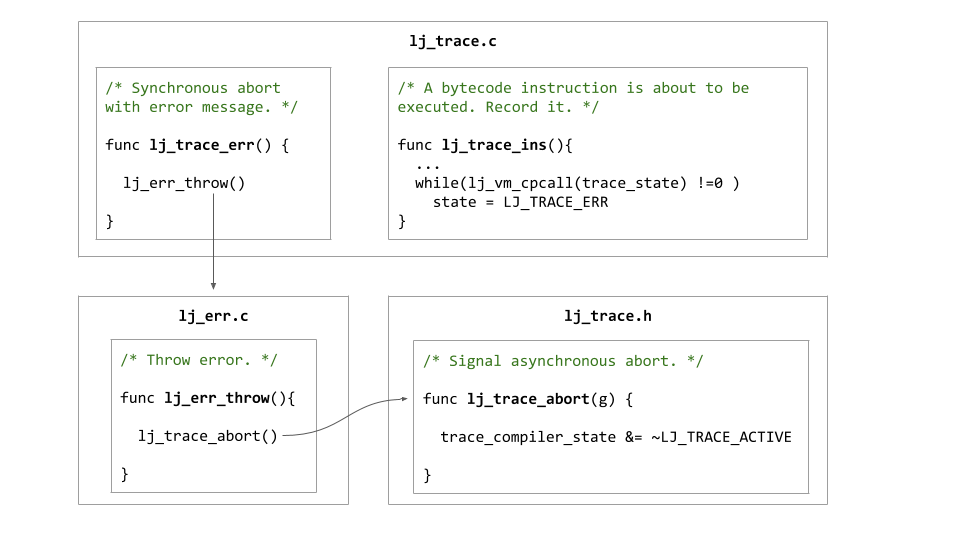 lj_trace.c
/* Synchronous abort
with error message. */
func lj_trace_err() {
lj_err_throw()
}
/* A bytecode instruction is about to be
executed. Record it. */
func lj_trace_ins(){
...
while(lj_vm_cpcall(trace_state) !=0 )
state = LJ_TRACE_ERR
}
lj_err.c
/* Throw error. */
func lj_err_throw(){
lj_trace_abort()
}
lj_trace.h
/* Signal asynchronous abort. */
func lj_trace_abort(g) {
trace_compiler_state &= ~LJ_TRACE_ACTIVE
}